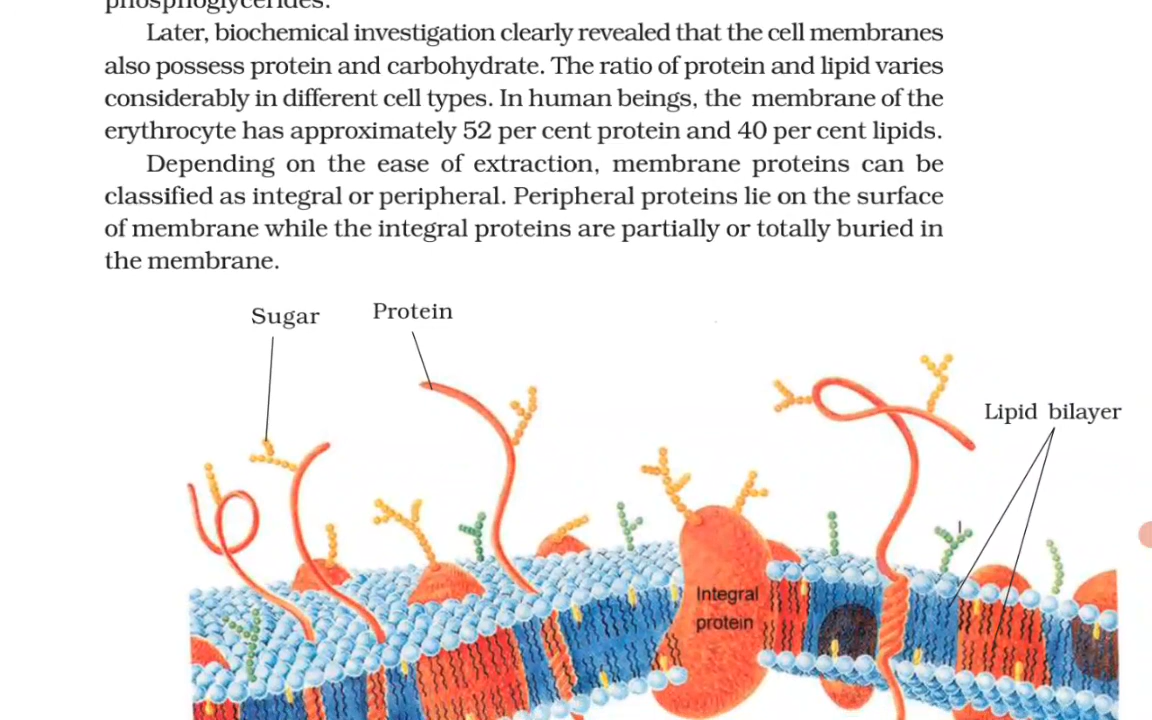 phosphoglycerides.
Later, biochemical investigation clearly revealed that the cell membranes
also possess protein and carbohydrate. The ratio of protein and lipid varies
considerably in different cell types. In human beings, the membrane of the
erythrocyte has approximately 52 per cent protein and 40 per cent lipids.
Depending on the ease of extraction, membrane proteins can be
classified as integral or peripheral. Peripheral proteins lie on the surface
of membrane while the integral proteins are partially or totally buried in
the membrane.
Sugar
Protein
Lipid bilayer
Integral
protein